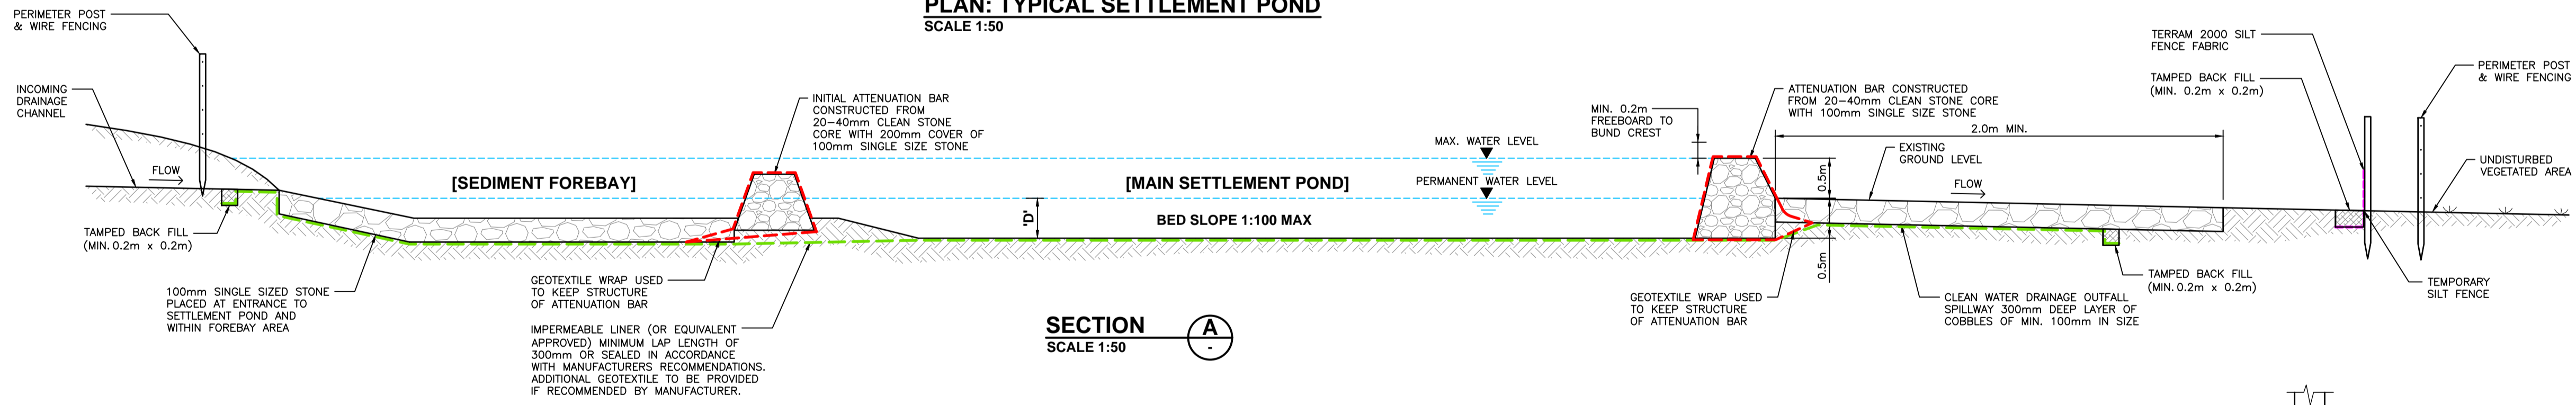 PLAN: TYPICAL SETTLEMENT POND
SCALE 1:50
PERIMETER POST
& WIRE FENCING
INCOMING
DRAINAGE
CHANNEL
FLOW
TAMPED BACK FILL
(MIN. 0.2m x 0.2m)
100mm SINGLE SIZED STONE
PLACED AT ENTRANCE TO
SETTLEMENT POND AND
WITHIN FOREBAY AREA
[SEDIMENT FOREBAY]
INITIAL ATTENUATION BAR
CONSTRUCTED FROM
20-40mm CLEAN STONE
CORE WITH 200mm COVER OF
100mm SINGLE SIZE STONE
GEOTEXTILE WRAP USED
TO KEEP STRUCTURE
OF ATTENUATION BAR
IMPERMEABLE LINER (OR EQUIVALENT
APPROVED) MINIMUM LAP LENGTH OF
300mm OR SEALED IN ACCORDANCE
WITH MANUFACTURERS RECOMMENDATIONS.
ADDITIONAL GEOTEXTILE TO BE PROVIDED
IF RECOMMENDED BY MANUFACTURER.
'D'
[MAIN SETTLEMENT POND]
BED SLOPE 1:100 MAX
MAX. WATER LEVEL
PERMANENT WATER LEVEL
MIN. 0.2m
FREEBOARD TO
BUND CREST
ATTENUATION BAR CONSTRUCTED
FROM 20-40mm CLEAN STONE CORE
WITH 100mm SINGLE SIZE STONE
2.0m MIN.
0.5m
0.5m
EXISTING
GROUND LEVEL
FLOW
GEOTEXTILE WRAP USED
TO KEEP STRUCTURE
OF ATTENUATION BAR
CLEAN WATER DRAINAGE OUTFALL
SPILLWAY 300mm DEEP LAYER OF
COBBLES OF MIN. 100mm IN SIZE
TAMPED BACK FILL
(MIN. 0.2m x 0.2m)
TERRAM 2000 SILT
FENCE FABRIC
TAMPED BACK FILL
(MIN. 0.2m x 0.2m)
PERIMETER POST
& WIRE FENCING
UNDISTURBED
VEGETATED AREA
TEMPORARY
SILT FENCE
SECTION A
SCALE 1:50 -